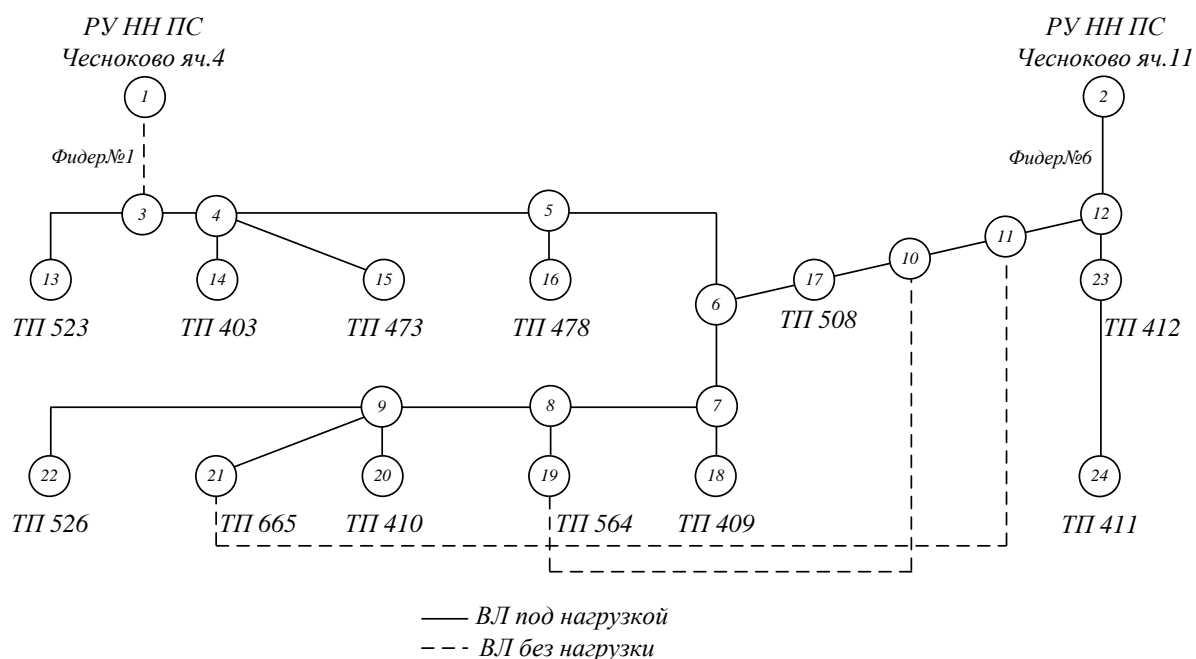 РУ НН ПС
Чесноково яч.4
РУ НН ПС
Чесноково яч.11
1
2
Фидер№1
Фидер№6
3
4
5
12
11
10
13
14
15
16
17
6
23
ТП 523
ТП 403
ТП 473
ТП 478
ТП 508
ТП 412
9
8
7
22
21
20
19
18
24
ТП 526
ТП 665
ТП 410
ТП 564
ТП 409
ТП 411
ВЛ под нагрузкой
ВЛ без нагрузки